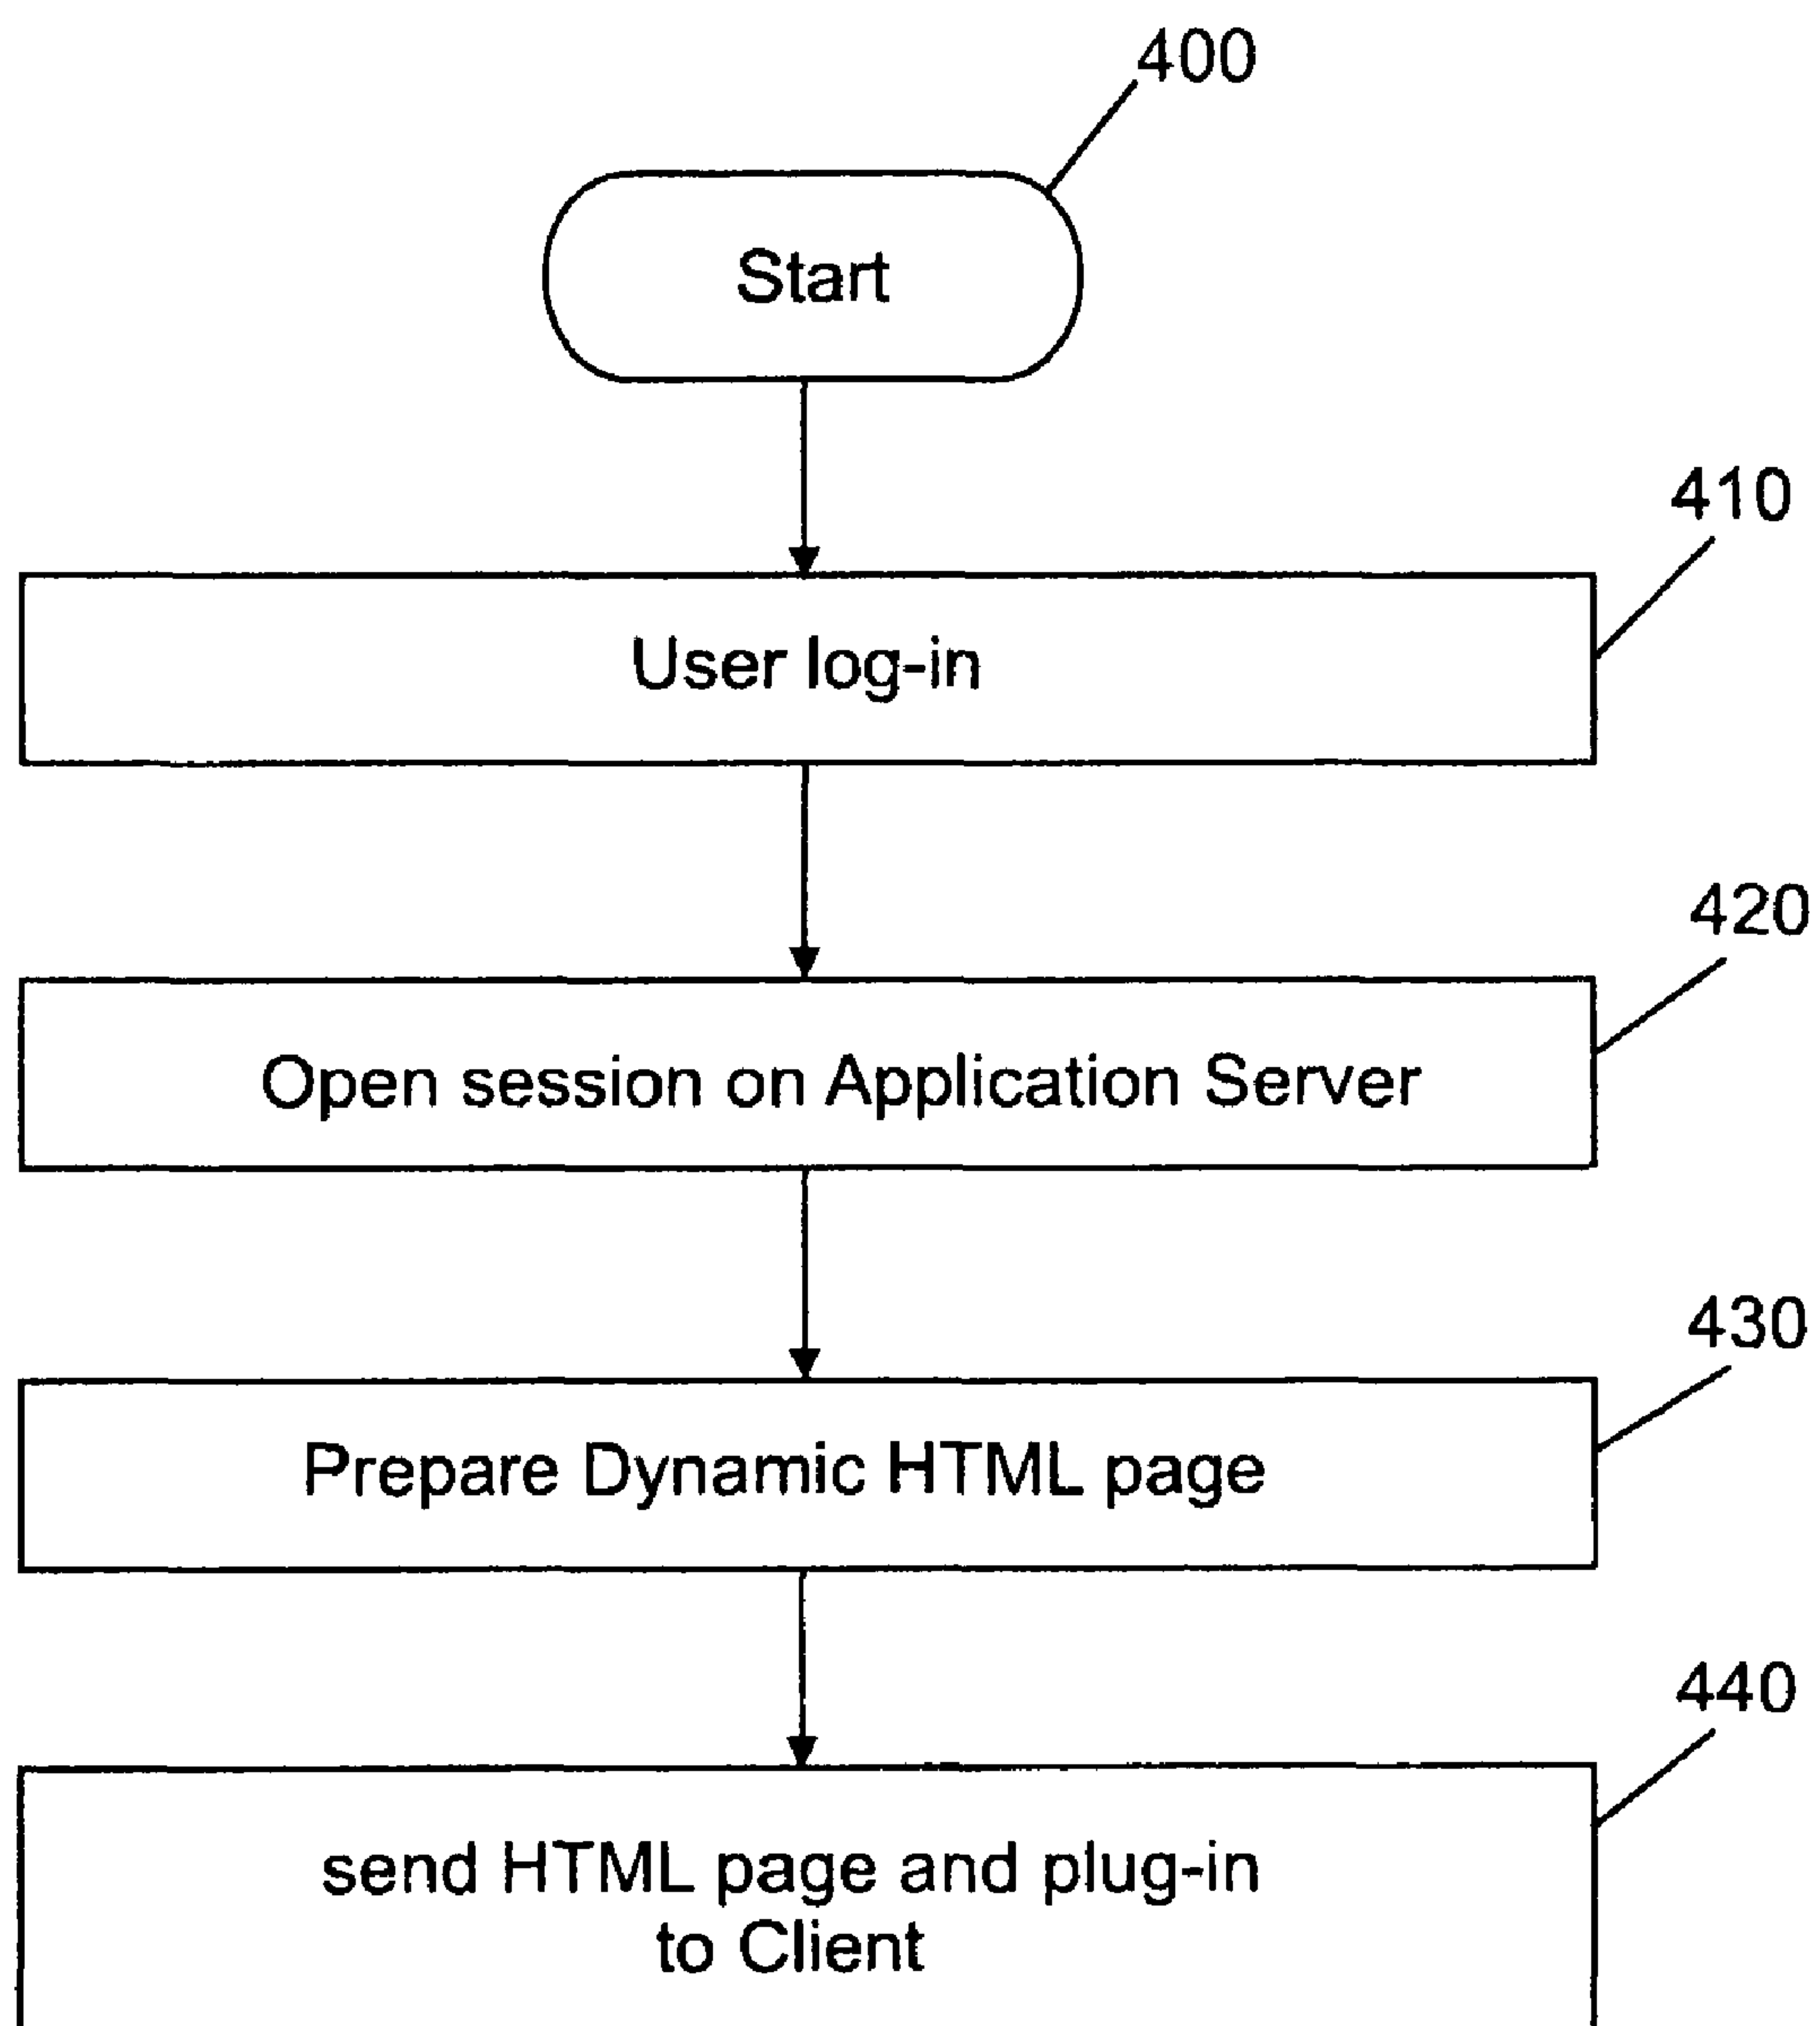 400
Start
410
User log-in
420
Open session on Application Server
430
Prepare Dynamic HTML page
440
send HTML page and plug-in
to Client